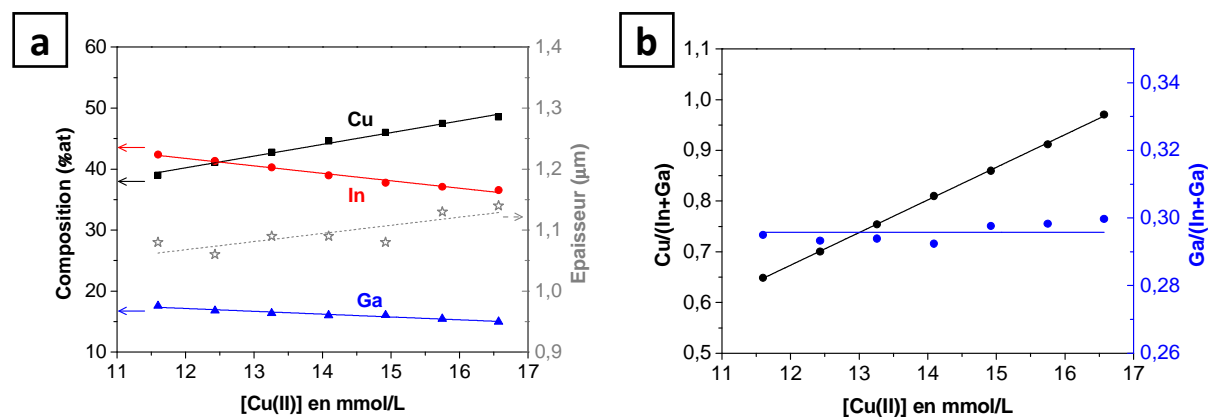 a
60
50
40
30
20
10
Composition (%at)
Cu
In
Ga
1,4
1,3
1,2
1,1
1,0
0,9
Epaisseur (µm)
11 12 13 14 15 16 17
[Cu(II)] en mmol/L
b
1,1
1,0
0,9
0,8
0,7
0,6
0,5
Cu/(In+Ga)
0,34
0,32
0,30
0,28
0,26
Ga/(In+Ga)
11 12 13 14 15 16 17
[Cu(II)] en mmol/L